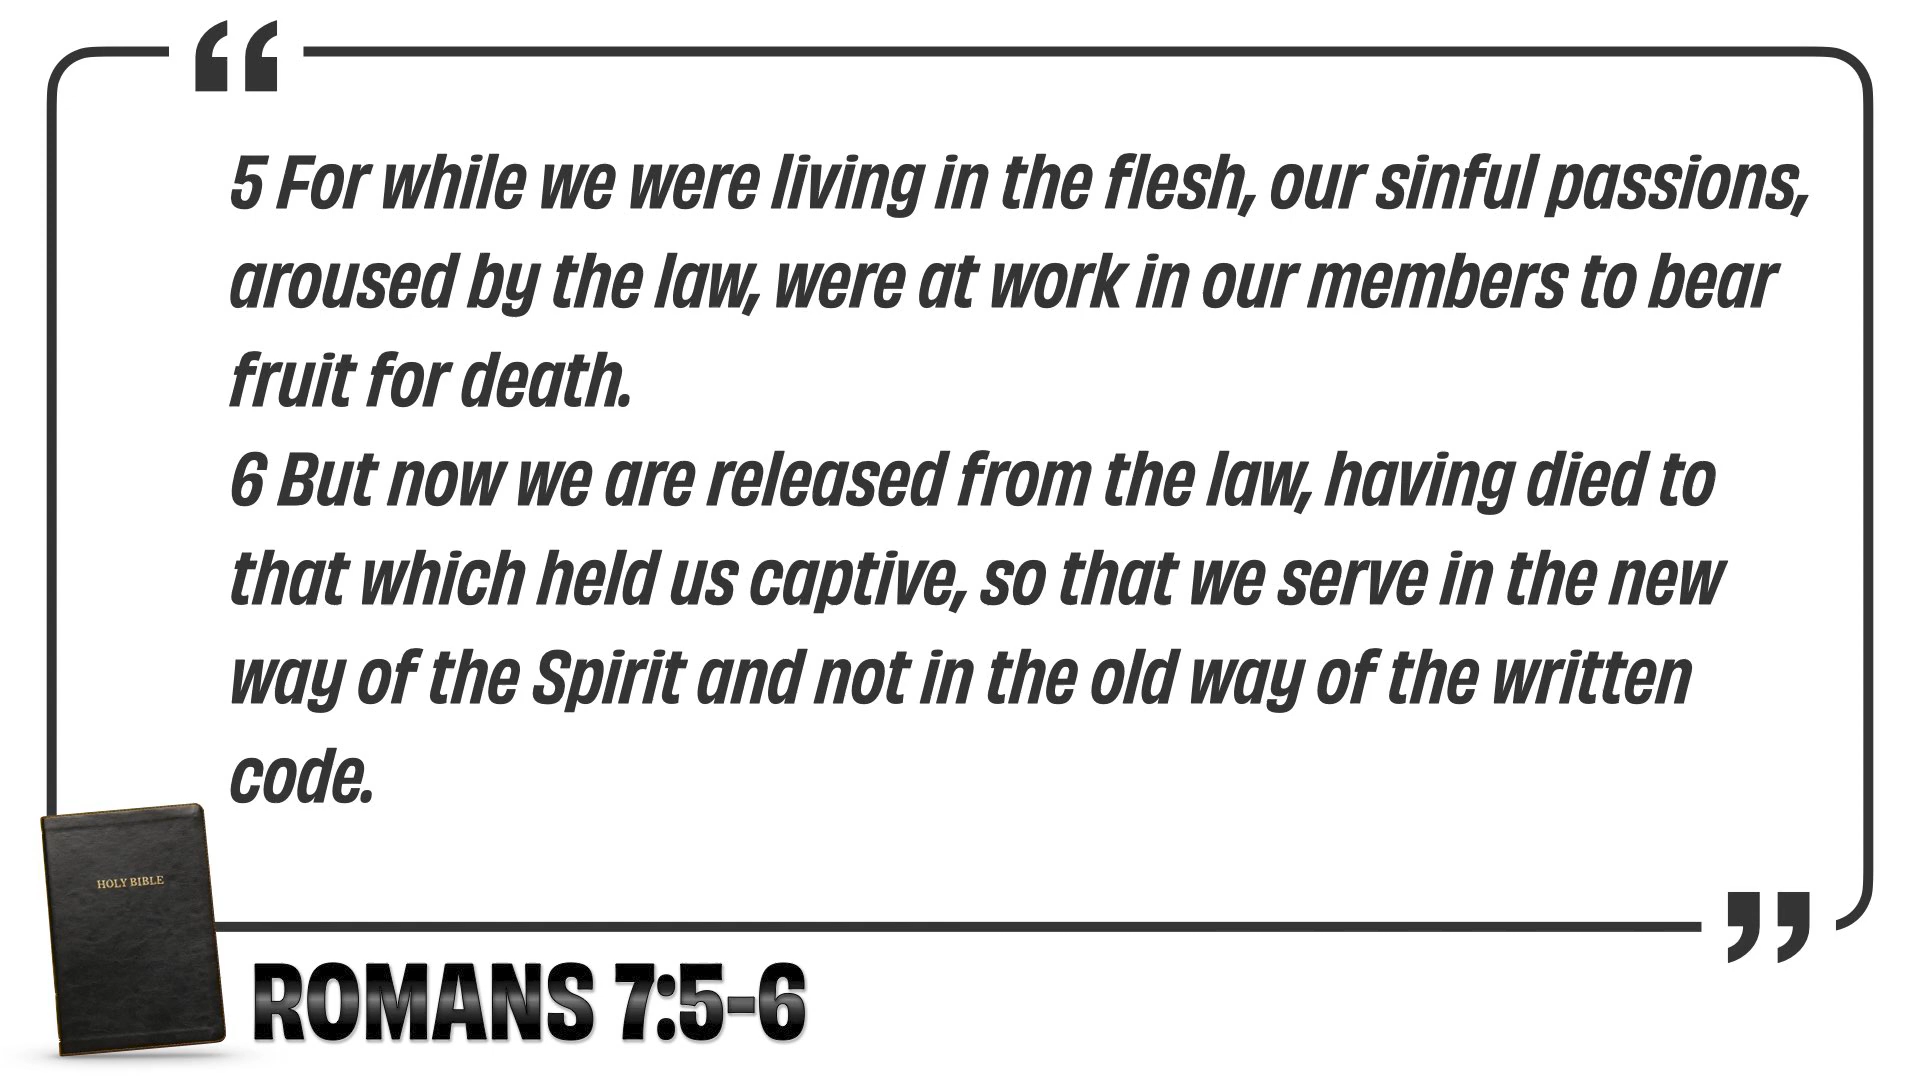 “
5 For while we were living in the flesh, our sinful passions,
aroused by the law, were at work in our members to bear
fruit for death.
6 But now we are released from the law, having died to
that which held us captive, so that we serve in the new
way of the Spirit and not in the old way of the written
code.
”
HOLY BIBLE
ROMANS 7:5-6